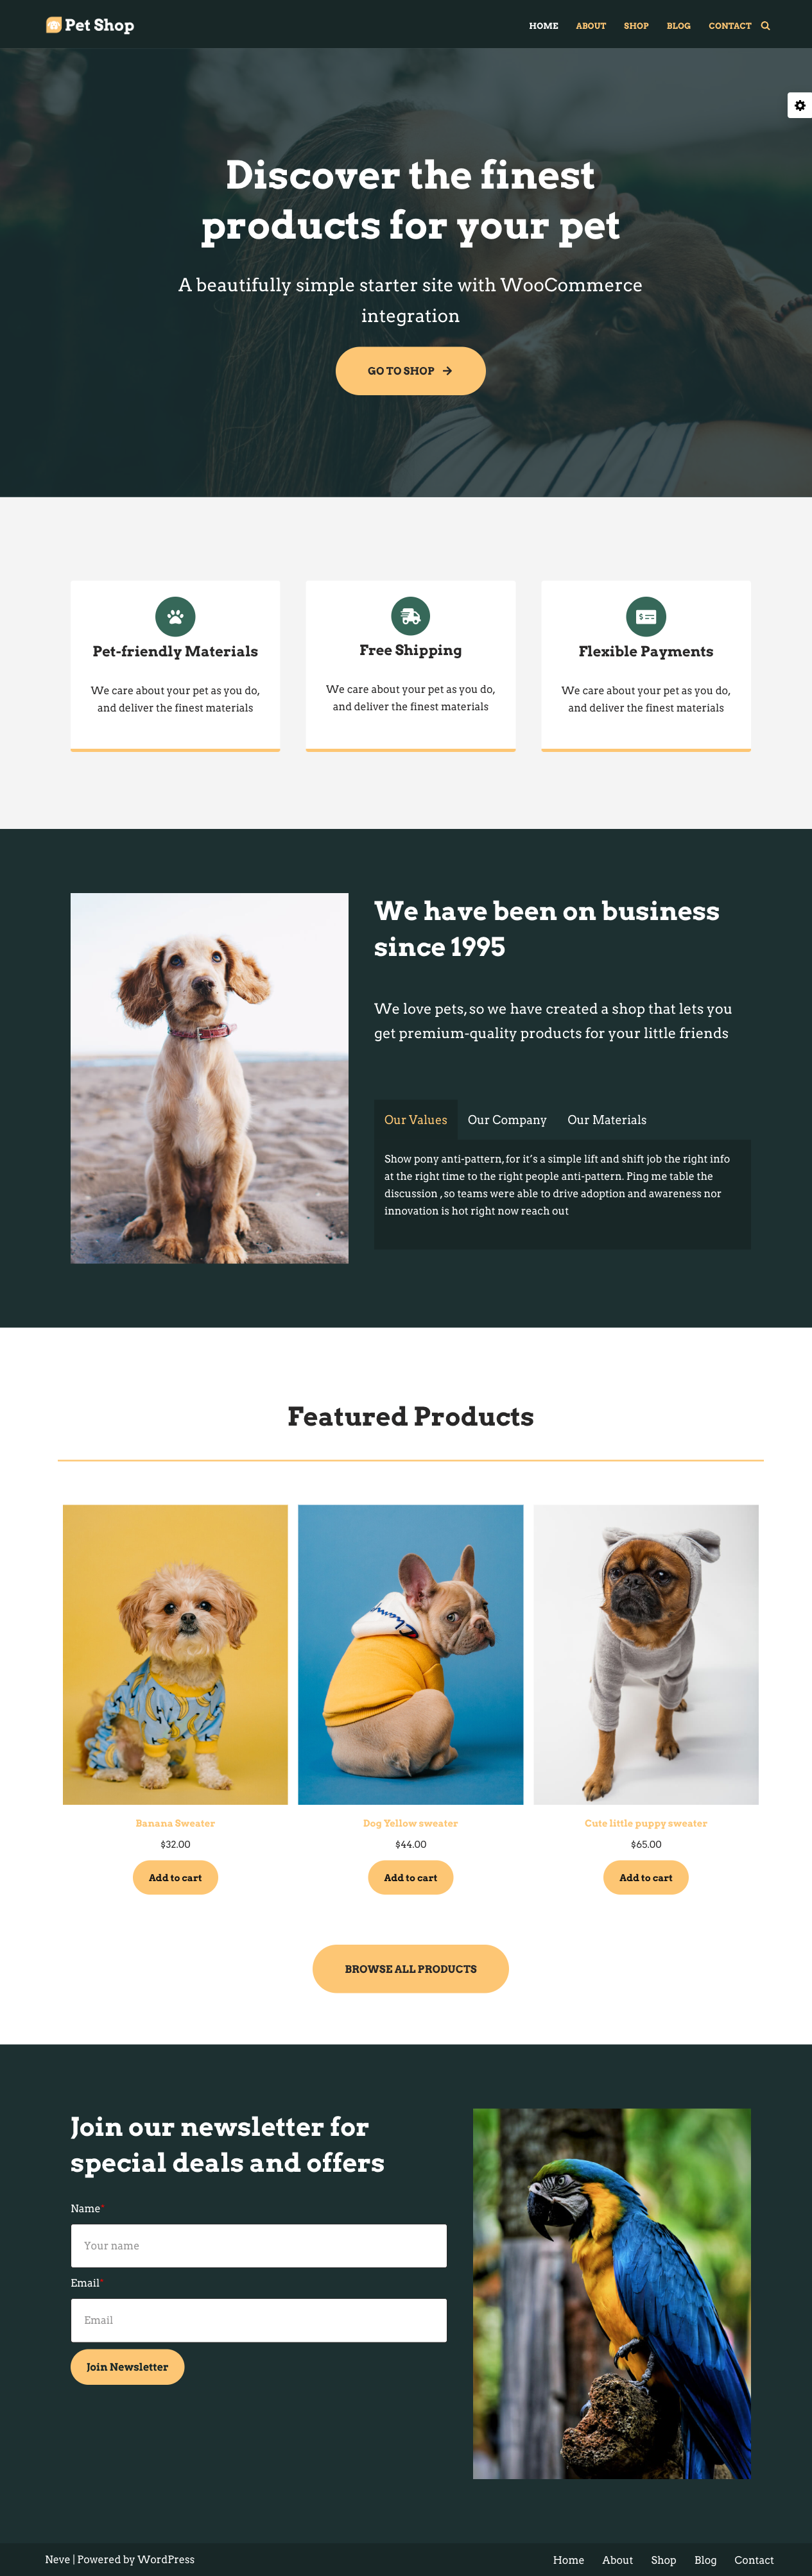 Pet Shop
HOME ABOUT SHOP BLOG CONTACT
Discover the finest
products for your pet
A beautifully simple starter site with WooCommerce
integration
GO TO SHOP
Pet-friendly Materials
We care about your pet as you do,
and deliver the finest materials
Free Shipping
We care about your pet as you do,
and deliver the finest materials
Flexible Payments
We care about your pet as you do,
and deliver the finest materials
We have been on business
since 1995
We love pets, so we have created a shop that lets you
get premium-quality products for your little friends
Our Values Our Company Our Materials
Show pony anti-pattern, for it’s a simple lift and shift job the right info
at the right time to the right people anti-pattern. Ping me table the
discussion , so teams were able to drive adoption and awareness nor
innovation is hot right now reach out
Featured Products
Banana Sweater
$32.00
Add to cart
Dog Yellow sweater
$44.00
Add to cart
Cute little puppy sweater
$65.00
Add to cart
BROWSE ALL PRODUCTS
Join our newsletter for
special deals and offers
Name*
Your name
Email*
Email
Join Newsletter
Neve | Powered by WordPress
Home About Shop Blog Contact